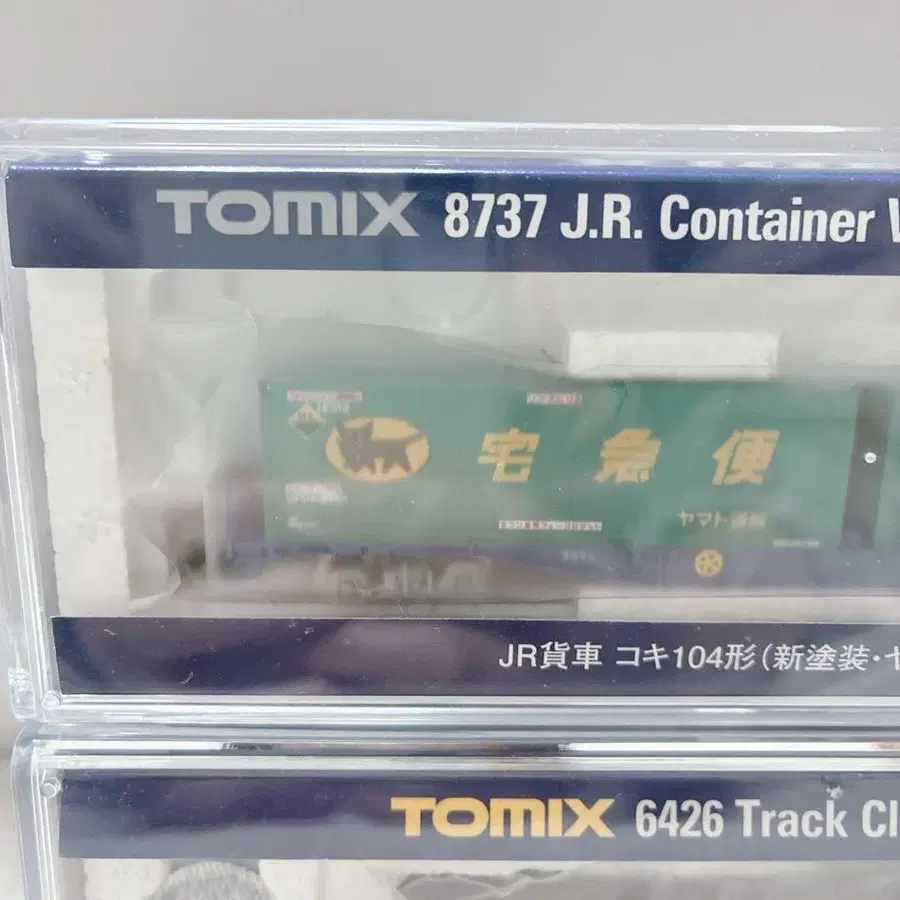 TOMIX 8737 J.R. Container
宅急便
ヤマト運輸
JR貨車 コキ104形(新塗装・
TOMIX 6426 Track Cl